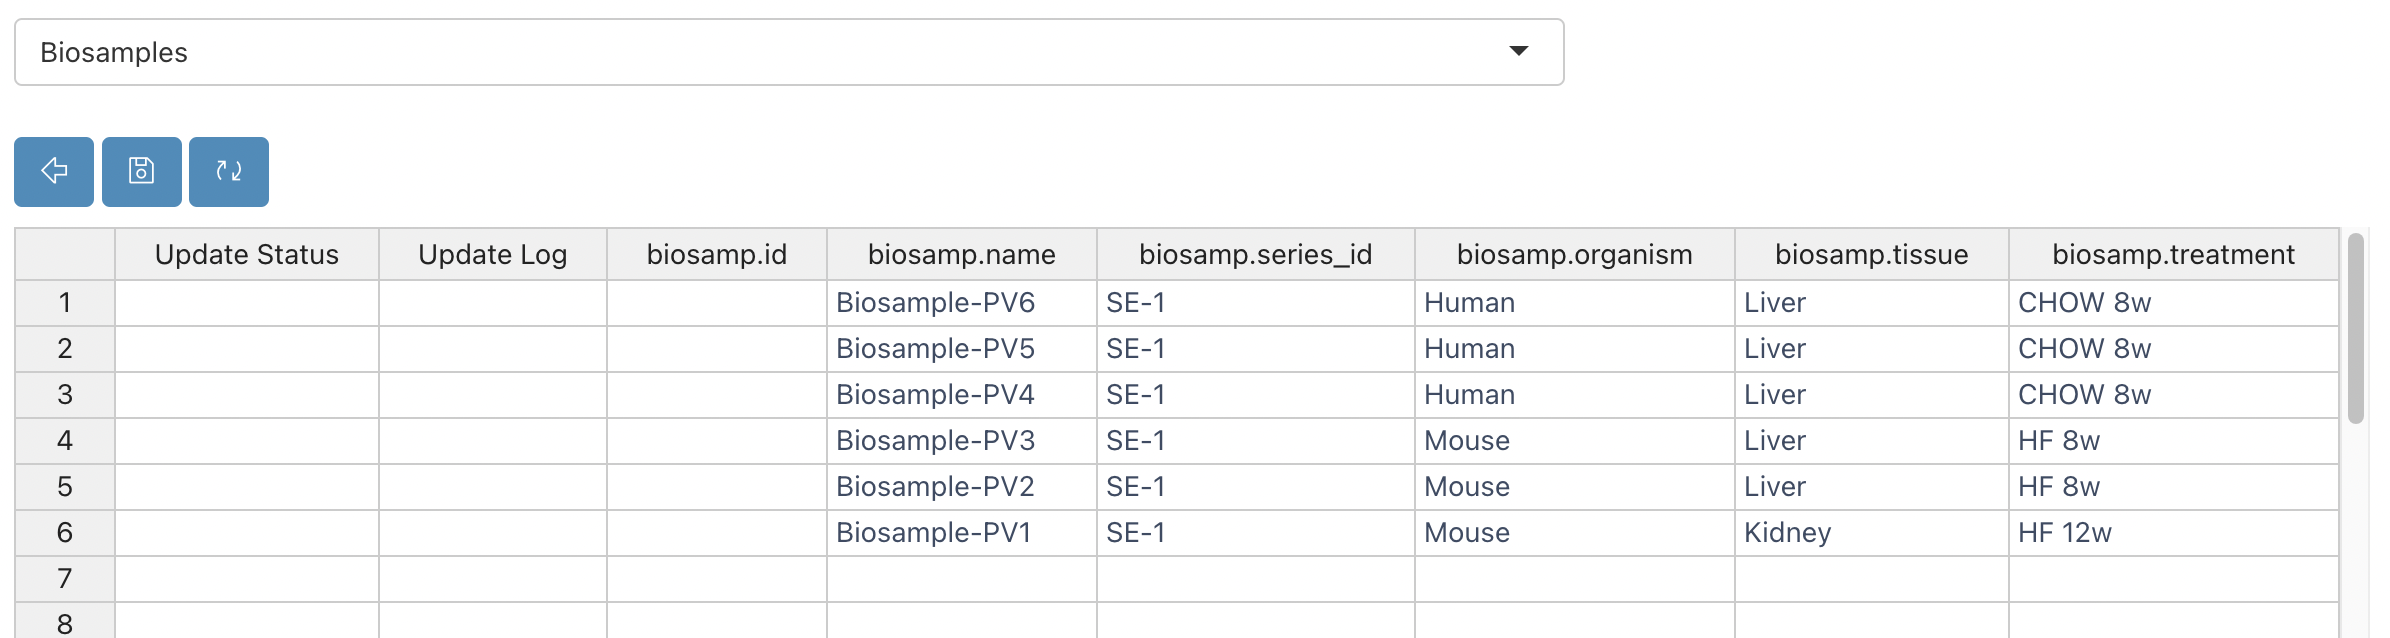 Biosamples
Update Status Update Log biosamp.id biosamp.name biosamp.series_id biosamp.organism biosamp.tissue biosamp.treatment
1 Biosample-PV6 SE-1 Human Liver CHOW 8w
2 Biosample-PV5 SE-1 Human Liver CHOW 8w
3 Biosample-PV4 SE-1 Human Liver CHOW 8w
4 Biosample-PV3 SE-1 Mouse Liver HF 8w
5 Biosample-PV2 SE-1 Mouse Liver HF 8w
6 Biosample-PV1 SE-1 Mouse Kidney HF 12w
7
8